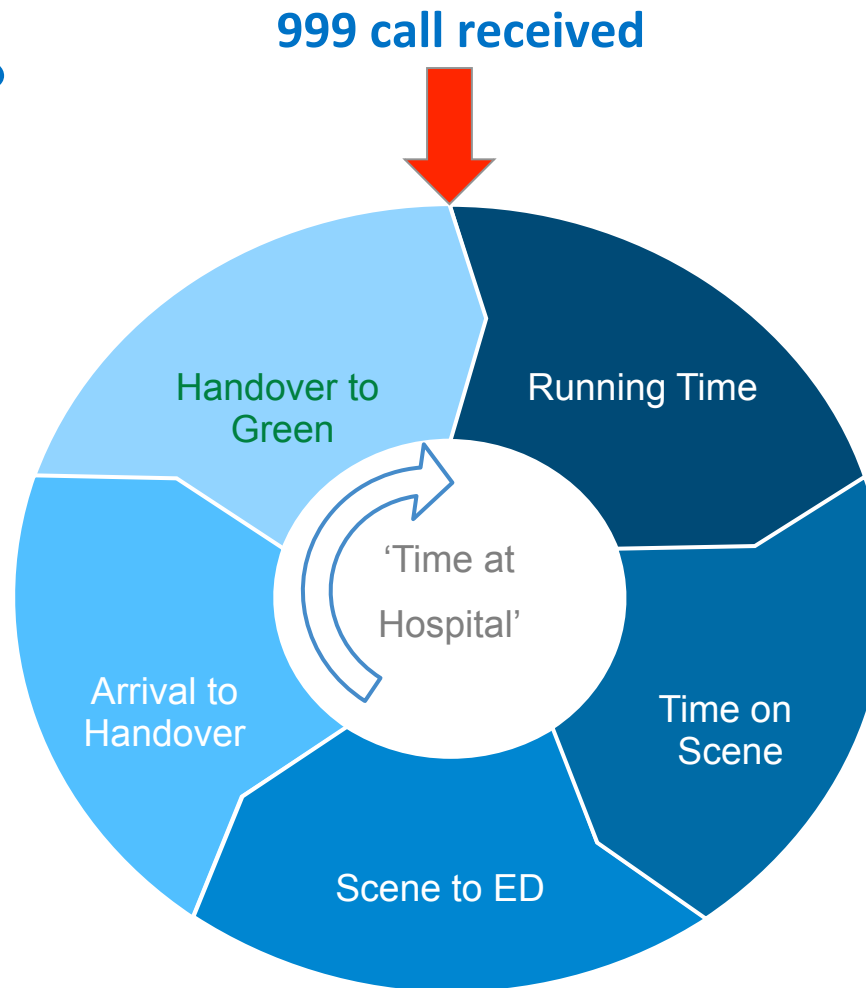 999 call received
Handover to
Green
Running Time
‘Time at
Hospital’
Arrival to
Handover
Time on
Scene
Scene to ED